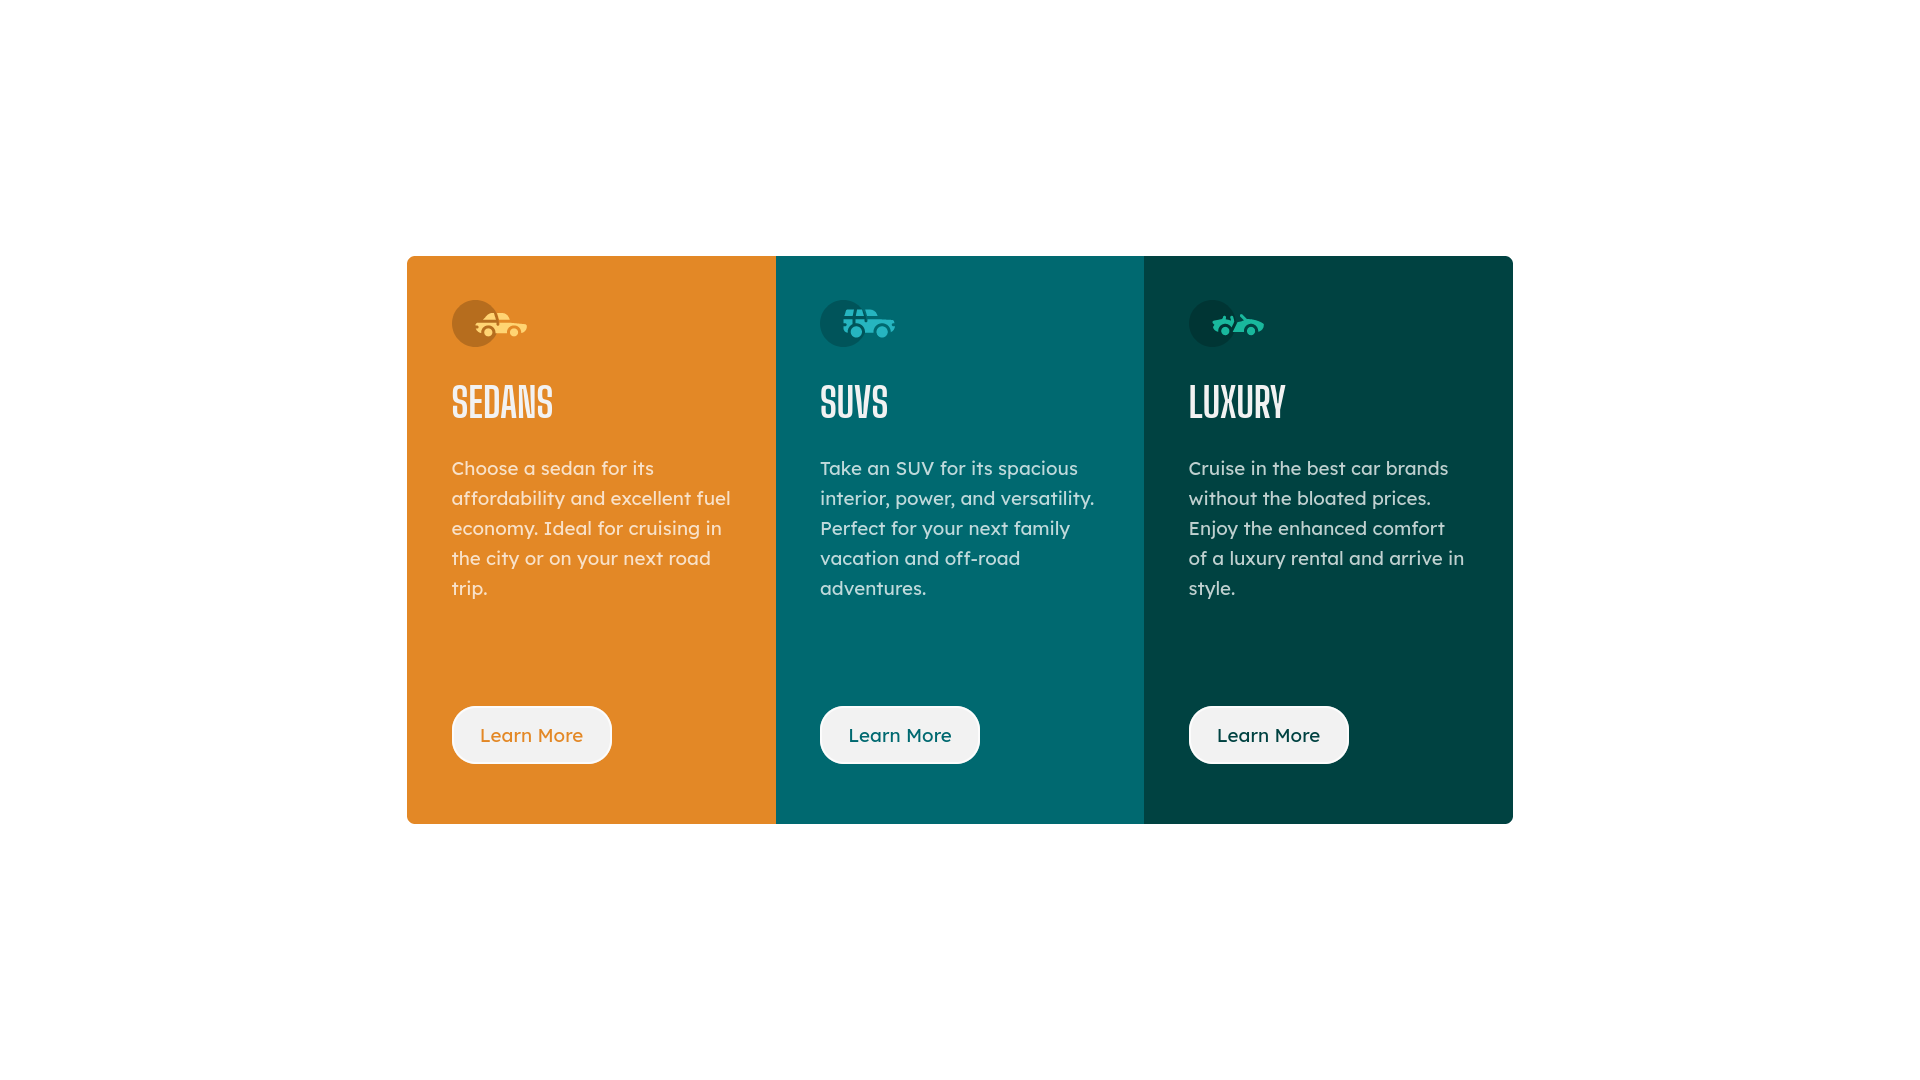 SEDANS
Choose a sedan for its
affordability and excellent fuel
economy. Ideal for cruising in
the city or on your next road
trip.
Learn More
SUVS
Take an SUV for its spacious
interior, power, and versatility.
Perfect for your next family
vacation and off-road
adventures.
Learn More
LUXURY
Cruise in the best car brands
without the bloated prices.
Enjoy the enhanced comfort
of a luxury rental and arrive in
style.
Learn More